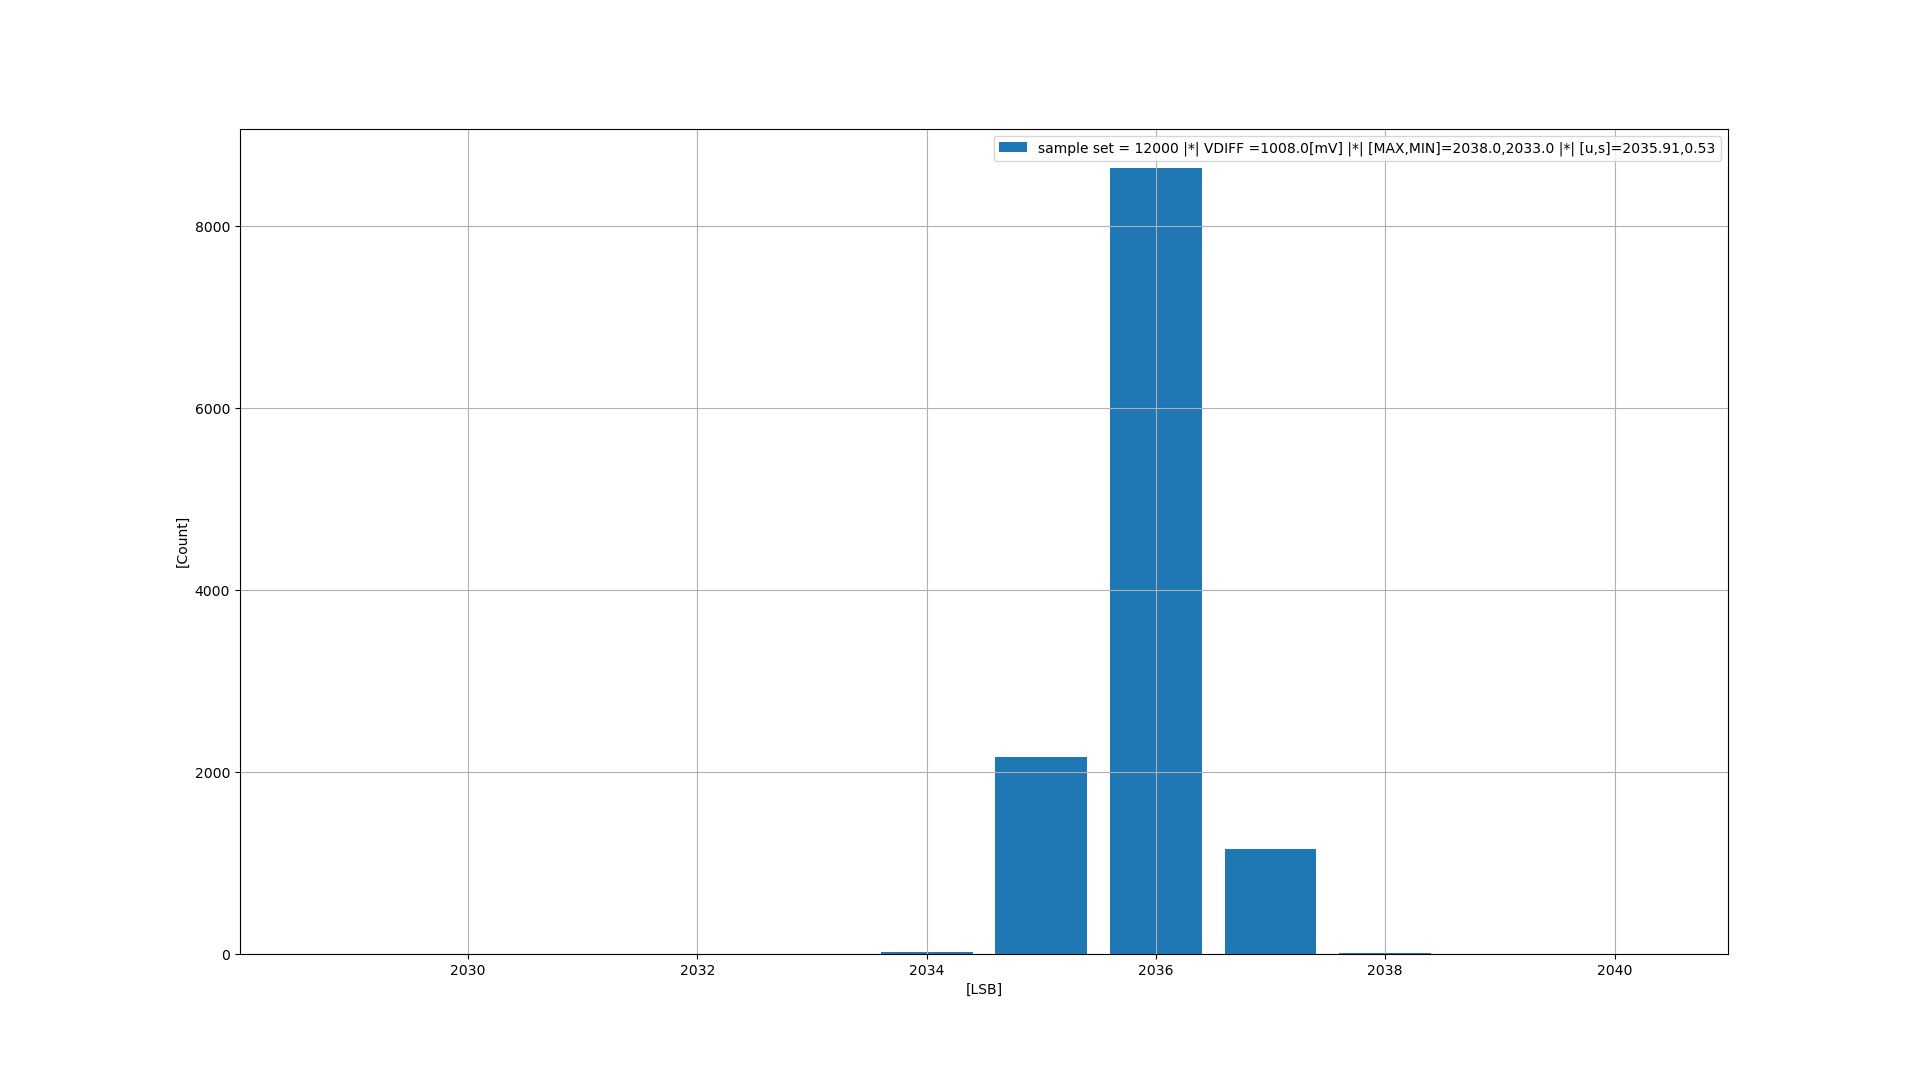 sample set = 12000 |*| VDIFF =1008.0[mV] |*| [MAX,MIN]=2038.0,2033.0 |*| [u,s]=2035.91,0.53
8000
6000
4000
2000
0
[Count]
2030 2032 2034 2036 2038 2040
[LSB]